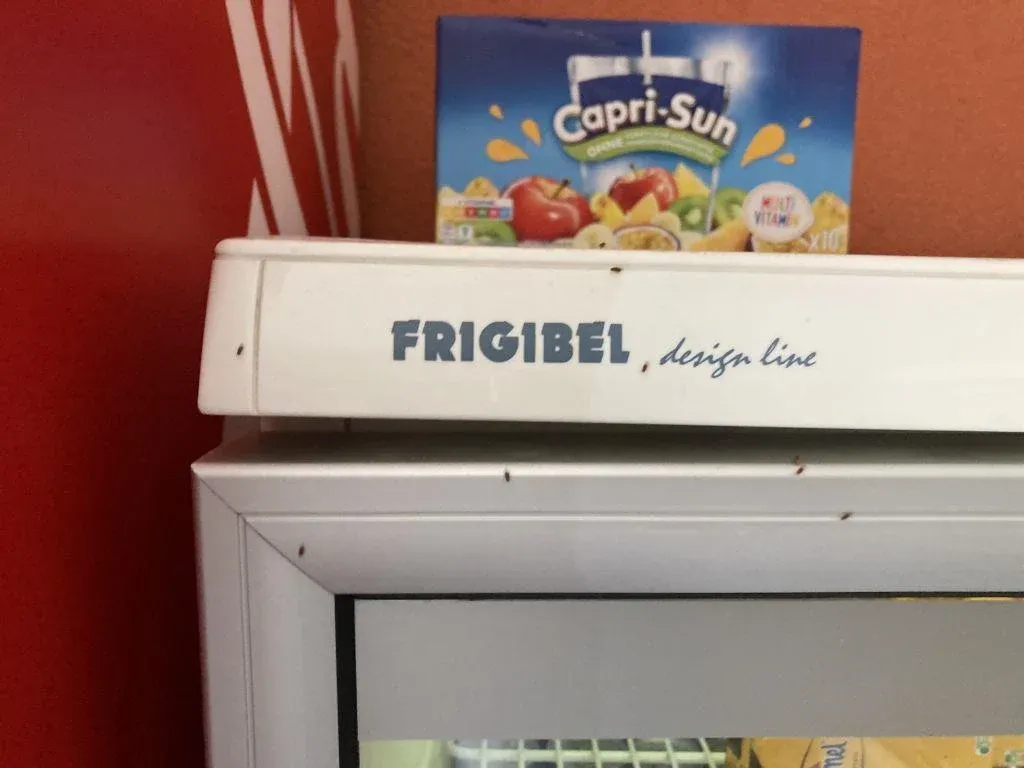 Capri-Sun
OHNE
MULTI
VITAMIN
x10
FRIGIBEL design line